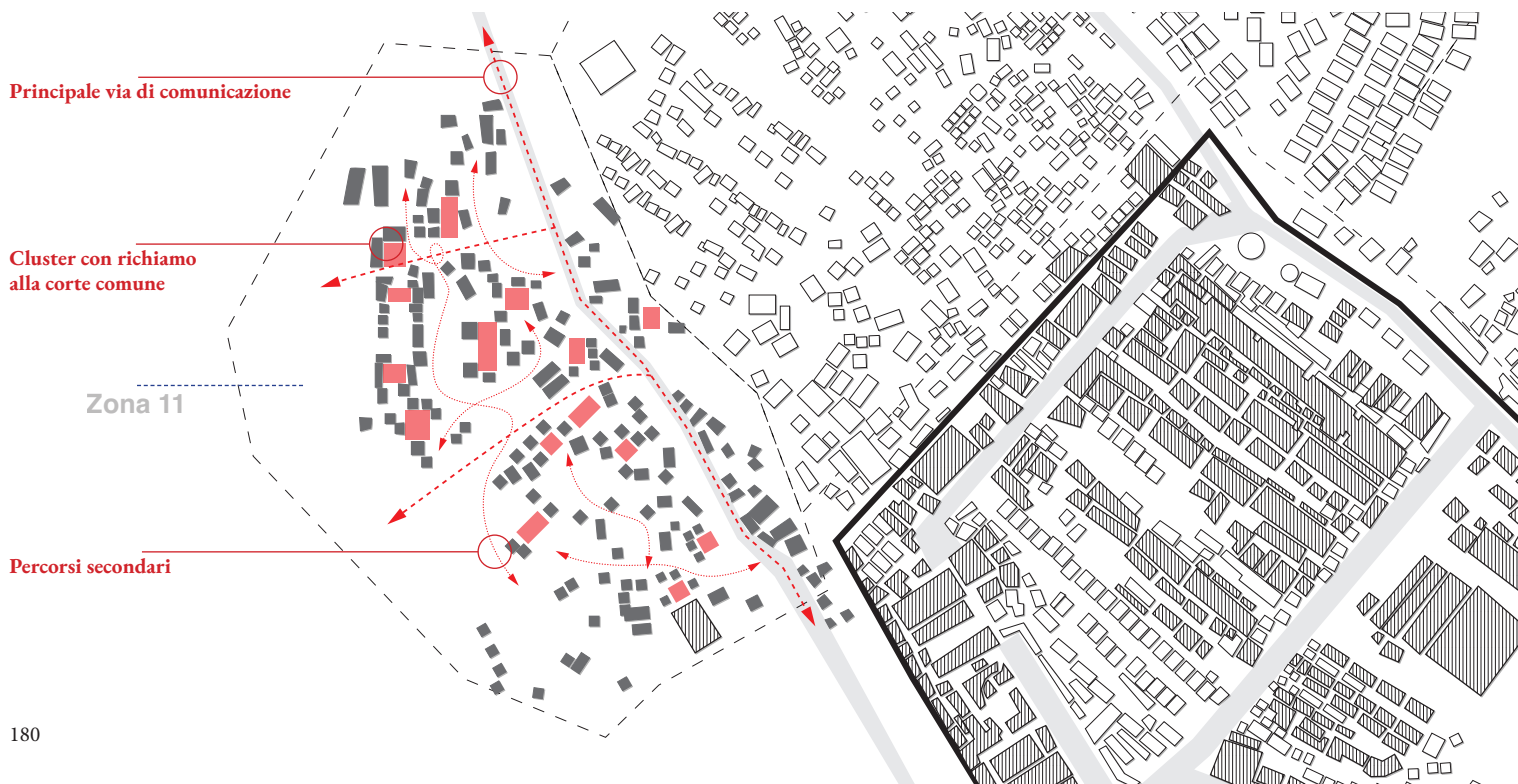 Principale via di comunicazione
Cluster con richiamo
alla corte comune
Zona 11
Percorsi secondari
180